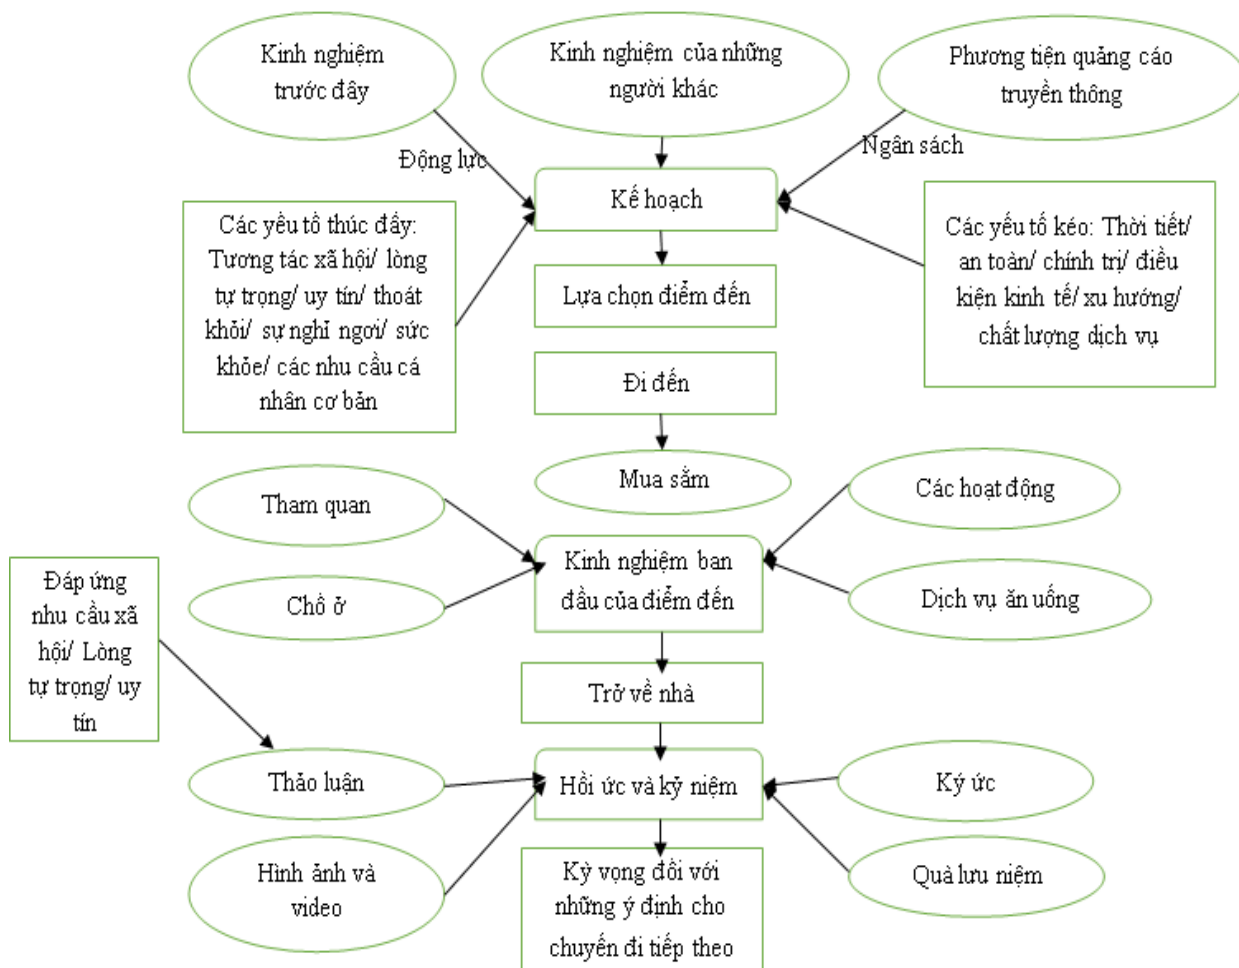 Kinh nghiệm
trước đây
Kinh nghiệm của những
người khác
Phương tiện quảng cáo
truyền thông
Động lực
Ngân sách
Kế hoạch
Các yếu tố thúc đẩy:
Tương tác xã hội/ lòng
tự trọng/ uy tín/ thoát
khỏi/ sự nghỉ ngơi/ sức
khỏe/ các nhu cầu cá
nhân cơ bản
Các yếu tố kéo: Thời tiết/
an toàn/ chính trị/ điều
kiện kinh tế/ xu hướng/
chất lượng dịch vụ
Lựa chọn điểm đến
Đi đến
Mua sắm
Tham quan
Các hoạt động
Kinh nghiệm ban
đầu của điểm đến
Chỗ ở
Dịch vụ ăn uống
Đáp ứng
nhu cầu xã
hội/ Lòng
tự trọng/ uy
tín
Trở về nhà
Thảo luận
Hồi ức và kỷ niệm
Ký ức
Hình ảnh và
video
Quà lưu niệm
Kỳ vọng đối với
những ý định cho
chuyến đi tiếp theo